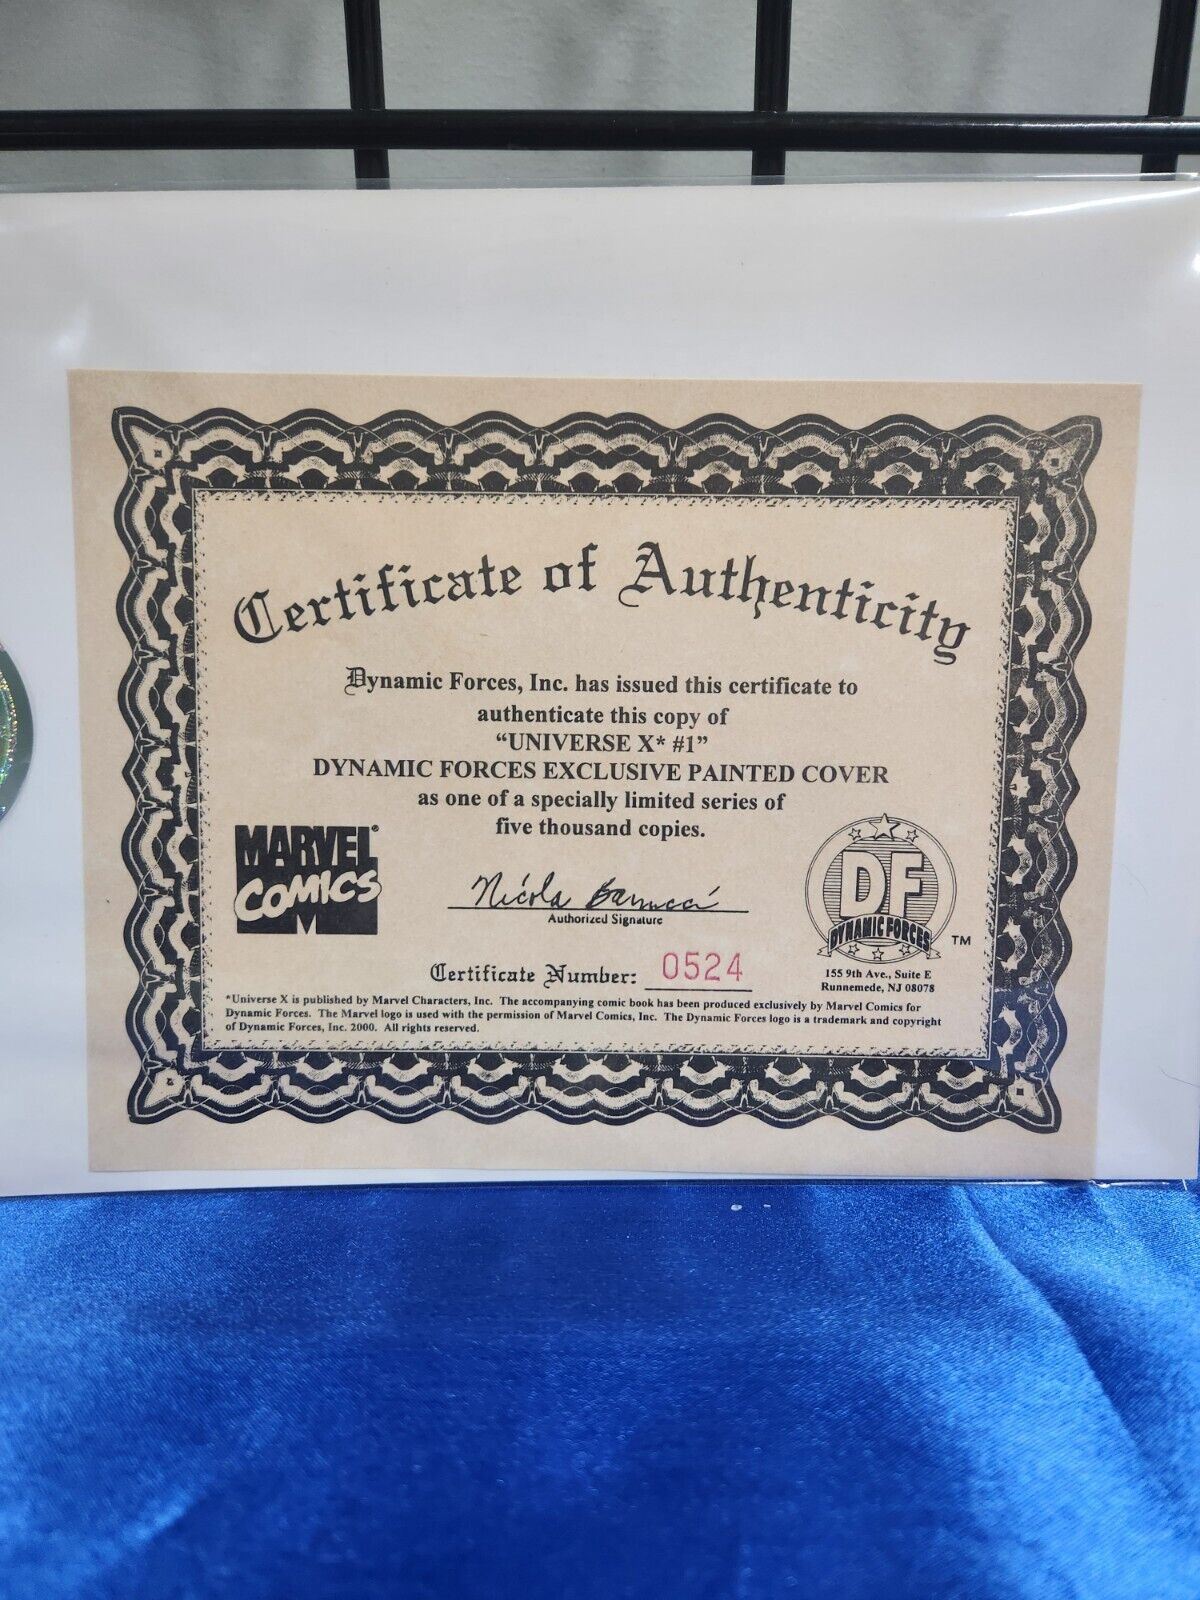 Certificate of Authenticity
Dynamic Forces, Inc. has issued this certificate to
authenticate this copy of
“UNIVERSE X* #1”
DYNAMIC FORCES EXCLUSIVE PAINTED COVER
as one of a specially limited series of
five thousand copies.
MARVEL®
COMICS
M
Nicola Barrucci
Authorized Signature
DF
DYNAMIC FORCES
TM
155 9th Ave., Suite E
Runnemede, NJ 08078
Certificate Number: 0524
*Universe X is published by Marvel Characters, Inc. The accompanying comic book has been produced exclusively by Marvel Comics for
Dynamic Forces. The Marvel logo is used with the permission of Marvel Comics, Inc. The Dynamic Forces logo is a trademark and copyright
of Dynamic Forces, Inc. 2000. All rights reserved.